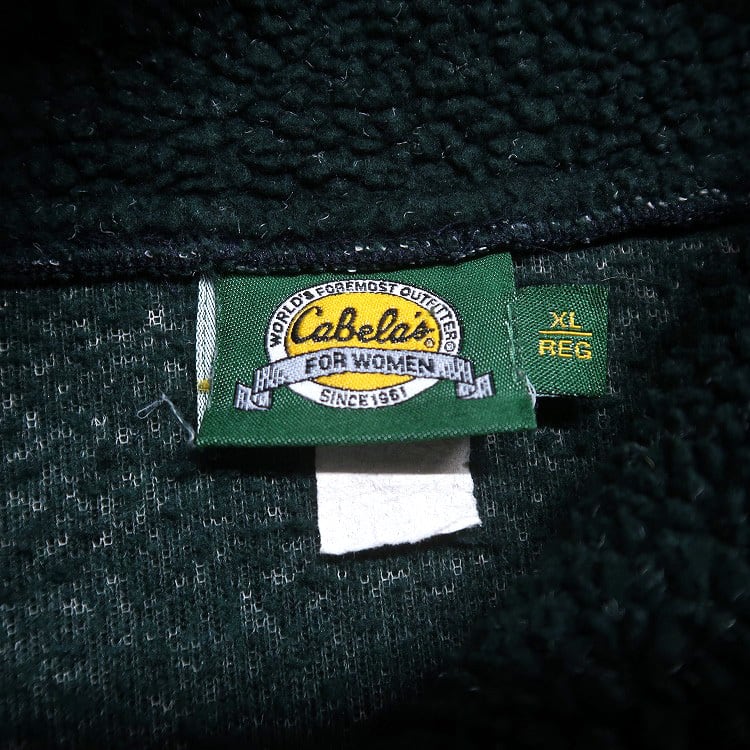 WORLD'S FOREMOST OUTFITTER®
Cabela's®
FOR WOMEN
SINCE 1961
XL
REG